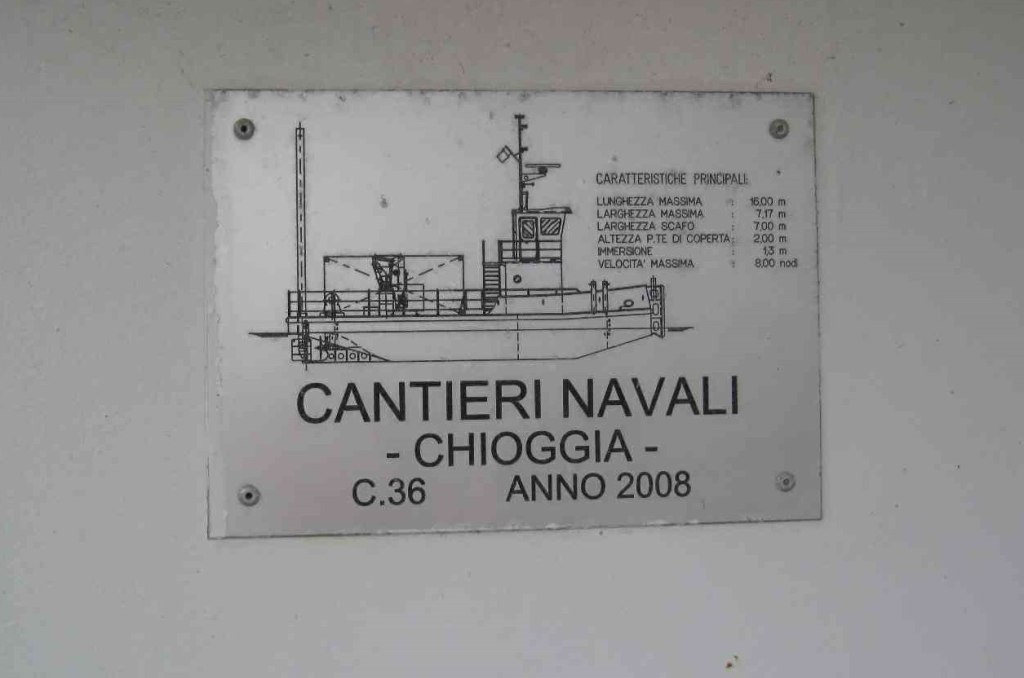 CARATTERISTICHE PRINCIPALI
LUNGHEZZA MASSIMA : 16,00 m
LARGHEZZA MASSIMA : 7,17 m
LARGHEZZA SCAFO : 7,00 m
ALTEZZA P.TE DI COPERTA : 2,00 m
IMMERSIONE : 1,3 m
VELOCITA' MASSIMA : 8,00 nodi
CANTIERI NAVALI
- CHIOGGIA -
C.36 ANNO 2008